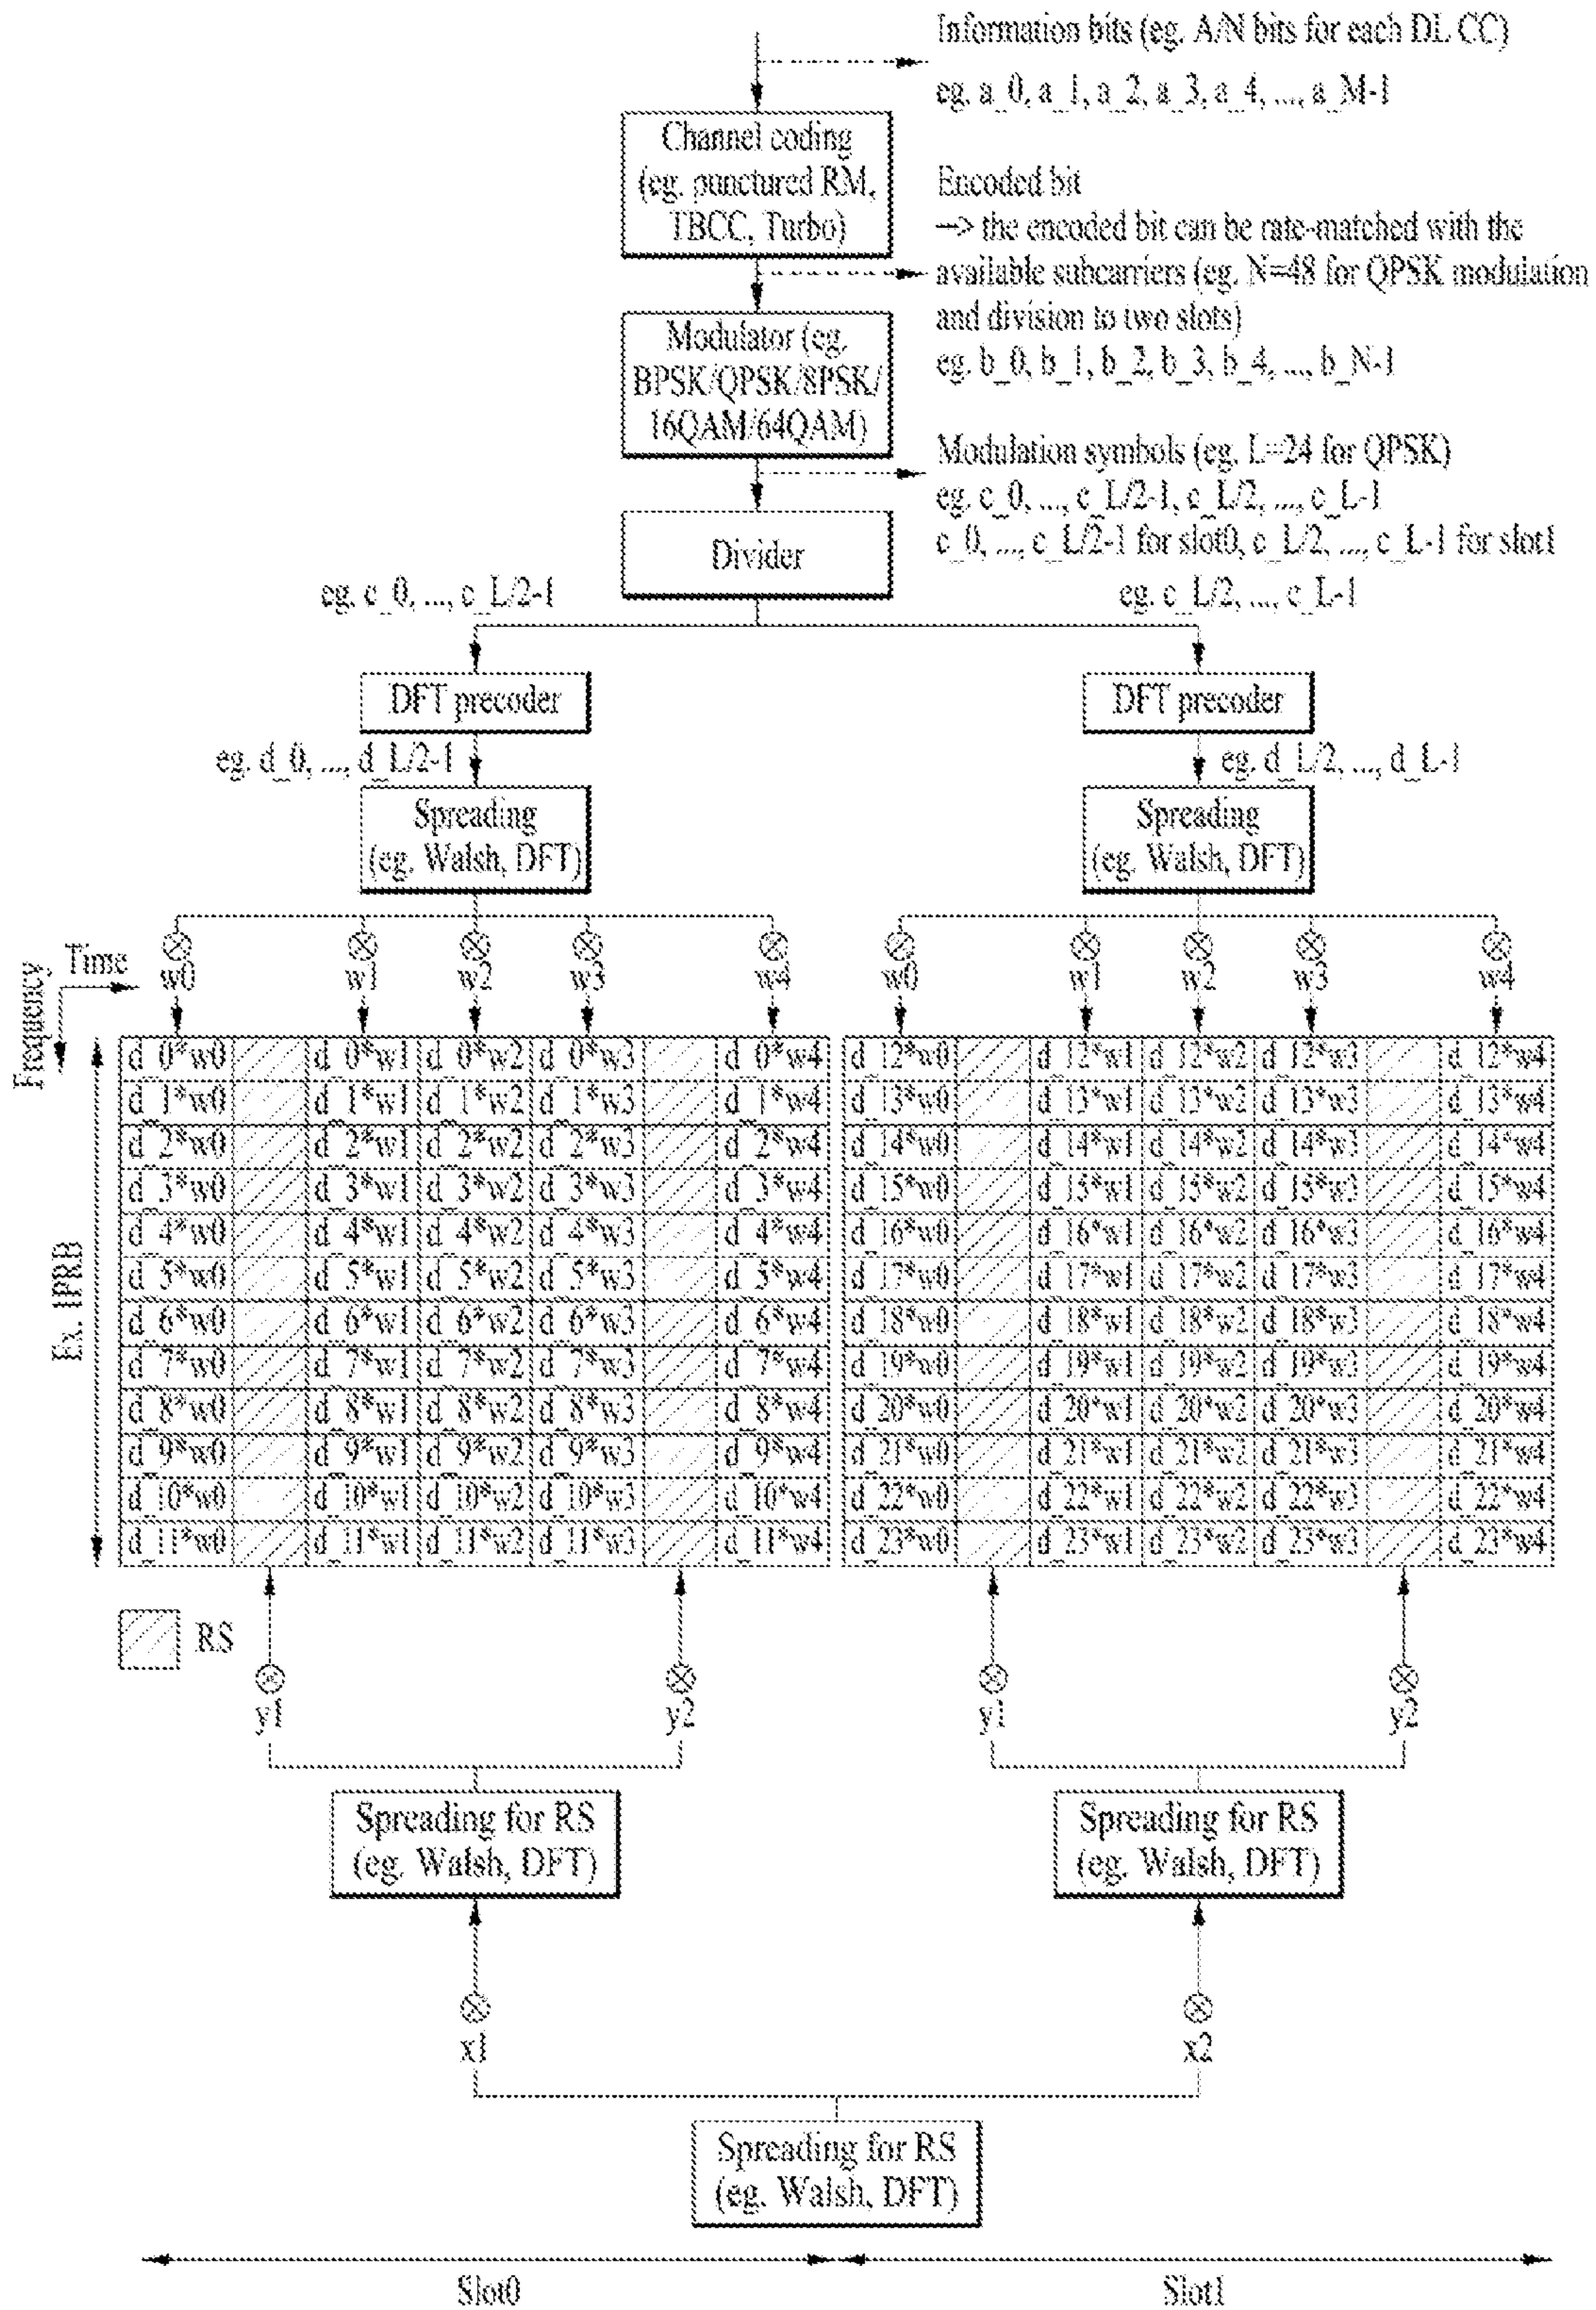 Information bits (eg. A/N bits for each DL CC)
eg. a_0, a_1, a_2, a_3, a_4, ..., a_M-1
Channel coding
(eg. punctured RM,
TBCC, Turbo)
Encoded bit
--> the encoded bit can be rate-matched with the
available subcarriers (eg. N=48 for QPSK modulation
and division to two slots)
eg. b_0, b_1, b_2, b_3, b_4, ..., b_N-1
Modulator (eg.
BPSK/QPSK/8PSK/
16QAM/64QAM)
Modulation symbols (eg. L=24 for QPSK)
eg. c_0, ..., c_L/2-1, c_L/2, ..., c_L-1
c_0, ..., c_L/2-1 for slot0, c_L/2, ..., c_L-1 for slot1
Divider
eg. c_0, ..., c_L/2-1
eg. c_L/2, ..., c_L-1
DFT precoder
DFT precoder
eg. d_0, ..., d_L/2-1
eg. d_L/2, ..., d_L-1
Spreading
(eg. Walsh, DFT)
Spreading
(eg. Walsh, DFT)
Time
Frequency
w0 w1 w2 w3 w4 w0 w1 w2 w3 w4
Ex. 1PRB
d_0*w0 d_0*w1 d_0*w2 d_0*w3 d_0*w4 d_12*w0 d_12*w1 d_12*w2 d_12*w3 d_12*w4
d_1*w0 d_1*w1 d_1*w2 d_1*w3 d_1*w4 d_13*w0 d_13*w1 d_13*w2 d_13*w3 d_13*w4
d_2*w0 d_2*w1 d_2*w2 d_2*w3 d_2*w4 d_14*w0 d_14*w1 d_14*w2 d_14*w3 d_14*w4
d_3*w0 d_3*w1 d_3*w2 d_3*w3 d_3*w4 d_15*w0 d_15*w1 d_15*w2 d_15*w3 d_15*w4
d_4*w0 d_4*w1 d_4*w2 d_4*w3 d_4*w4 d_16*w0 d_16*w1 d_16*w2 d_16*w3 d_16*w4
d_5*w0 d_5*w1 d_5*w2 d_5*w3 d_5*w4 d_17*w0 d_17*w1 d_17*w2 d_17*w3 d_17*w4
d_6*w0 d_6*w1 d_6*w2 d_6*w3 d_6*w4 d_18*w0 d_18*w1 d_18*w2 d_18*w3 d_18*w4
d_7*w0 d_7*w1 d_7*w2 d_7*w3 d_7*w4 d_19*w0 d_19*w1 d_19*w2 d_19*w3 d_19*w4
d_8*w0 d_8*w1 d_8*w2 d_8*w3 d_8*w4 d_20*w0 d_20*w1 d_20*w2 d_20*w3 d_20*w4
d_9*w0 d_9*w1 d_9*w2 d_9*w3 d_9*w4 d_21*w0 d_21*w1 d_21*w2 d_21*w3 d_21*w4
d_10*w0 d_10*w1 d_10*w2 d_10*w3 d_10*w4 d_22*w0 d_22*w1 d_22*w2 d_22*w3 d_22*w4
d_11*w0 d_11*w1 d_11*w2 d_11*w3 d_11*w4 d_23*w0 d_23*w1 d_23*w2 d_23*w3 d_23*w4
RS
y1 y2 y1 y2
Spreading for RS
(eg. Walsh, DFT)
Spreading for RS
(eg. Walsh, DFT)
x1 x2
Spreading for RS
(eg. Walsh, DFT)
Slot0 Slot1